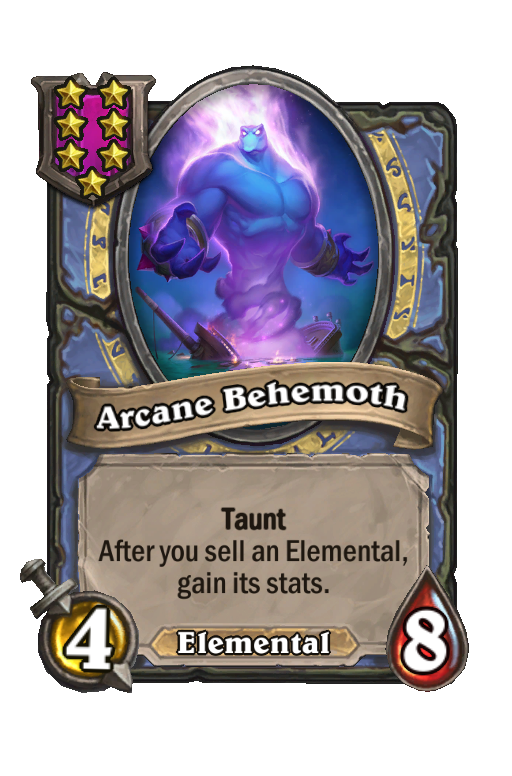 Arcane Behemoth
Taunt
After you sell an Elemental,
gain its stats.
4
Elemental
8